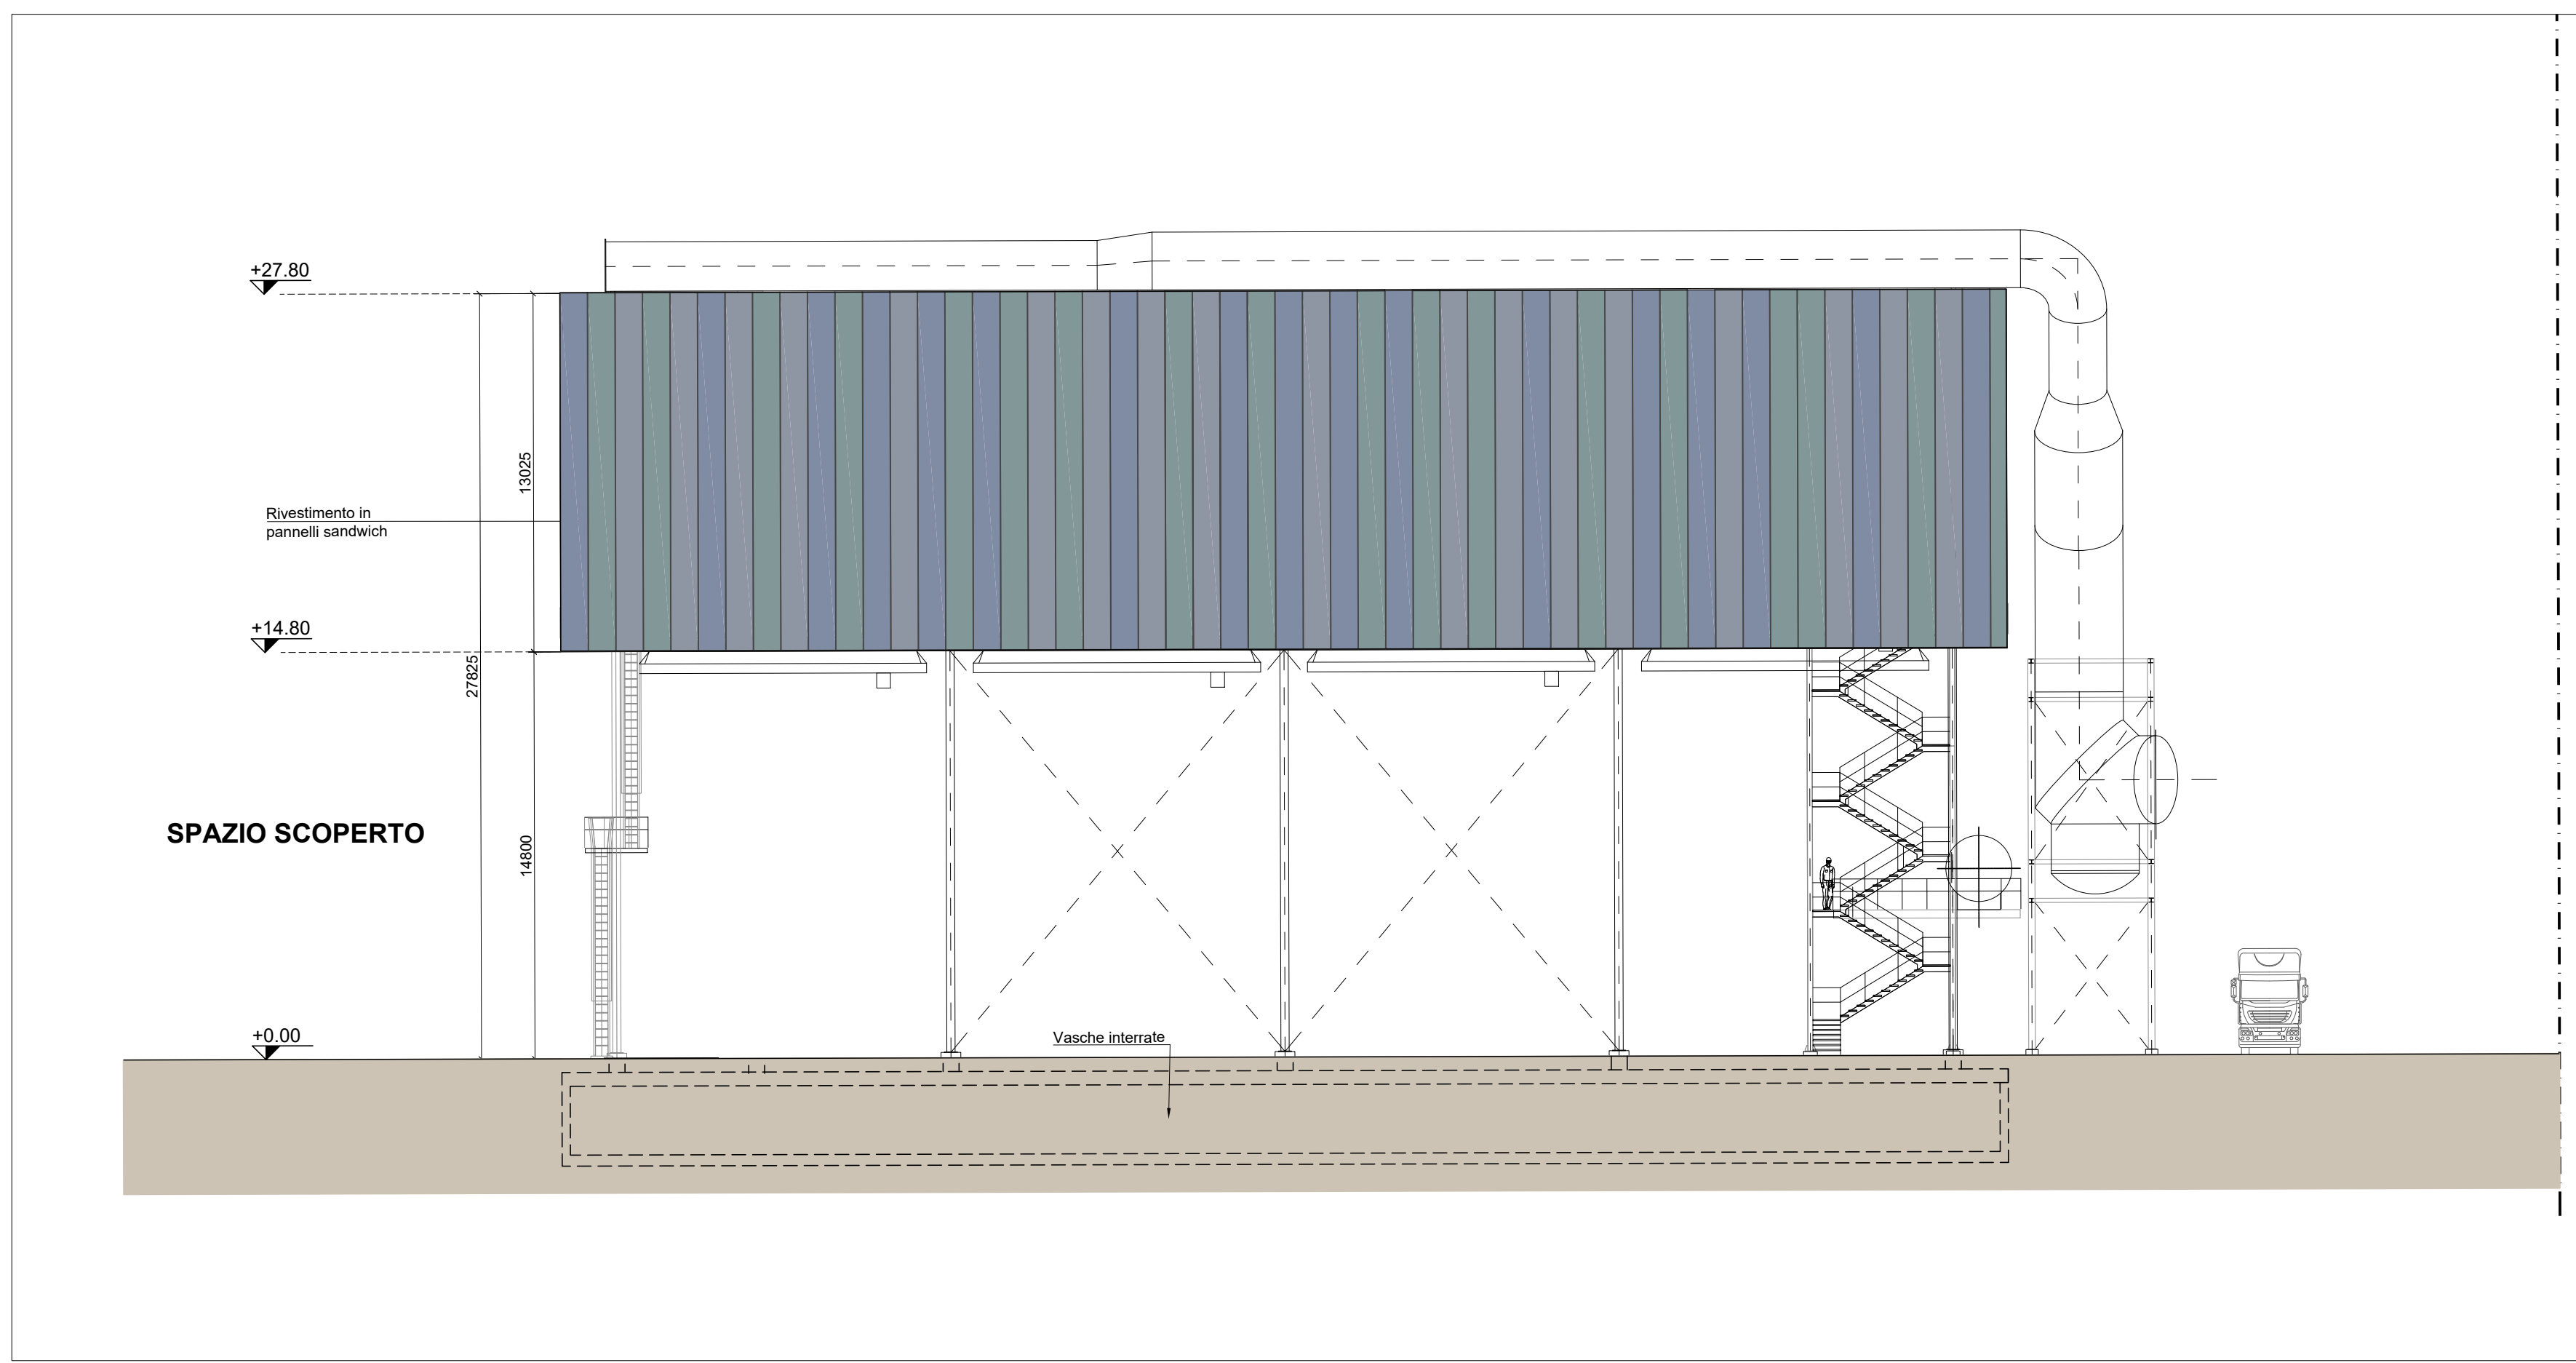 +27.80
13025
Rivestimento in
pannelli sandwich
+14.80
27825
SPAZIO SCOPERTO
14800
+0.00
Vasche interrate